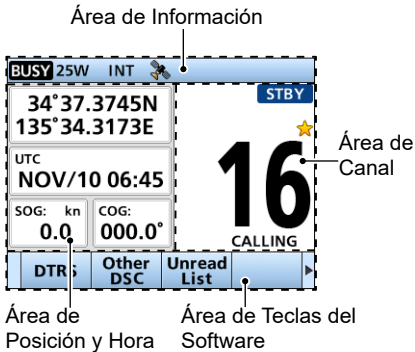 Área de Información
BUSY 25W INT
STBY
34°37.3745N
135°34.3173E
UTC
NOV/10 06:45
SOG: kn
0.0
COG:
000.0°
16
CALLING
Área de
Canal
DTRS
Other
DSC
Unread
List
Área de
Posición y Hora
Área de Teclas del
Software